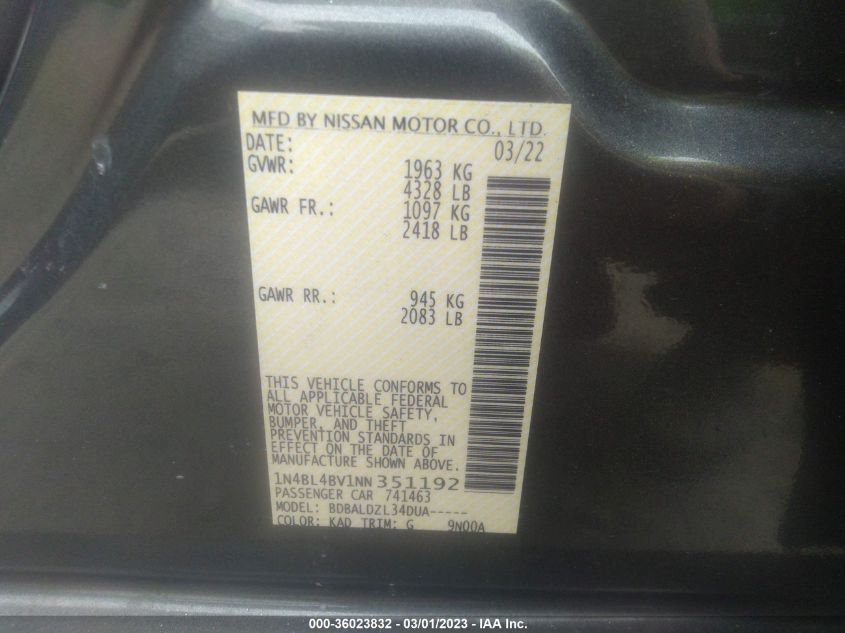 MFD BY NISSAN MOTOR CO., LTD.
DATE: 03/22
GVWR: 1963 KG
4328 LB
GAWR FR.: 1097 KG
2418 LB
GAWR RR.: 945 KG
2083 LB
THIS VEHICLE CONFORMS TO
ALL APPLICABLE FEDERAL
MOTOR VEHICLE SAFETY,
BUMPER, AND THEFT
PREVENTION STANDARDS IN
EFFECT ON THE DATE OF
MANUFACTURE SHOWN ABOVE.
1N4BL4BV1NN351192
PASSENGER CAR 741463
MODEL: BDBALDZL34DUA-----
COLOR: KAD TRIM: G 9N00A
000-36023832 - 03/01/2023 - IAA Inc.